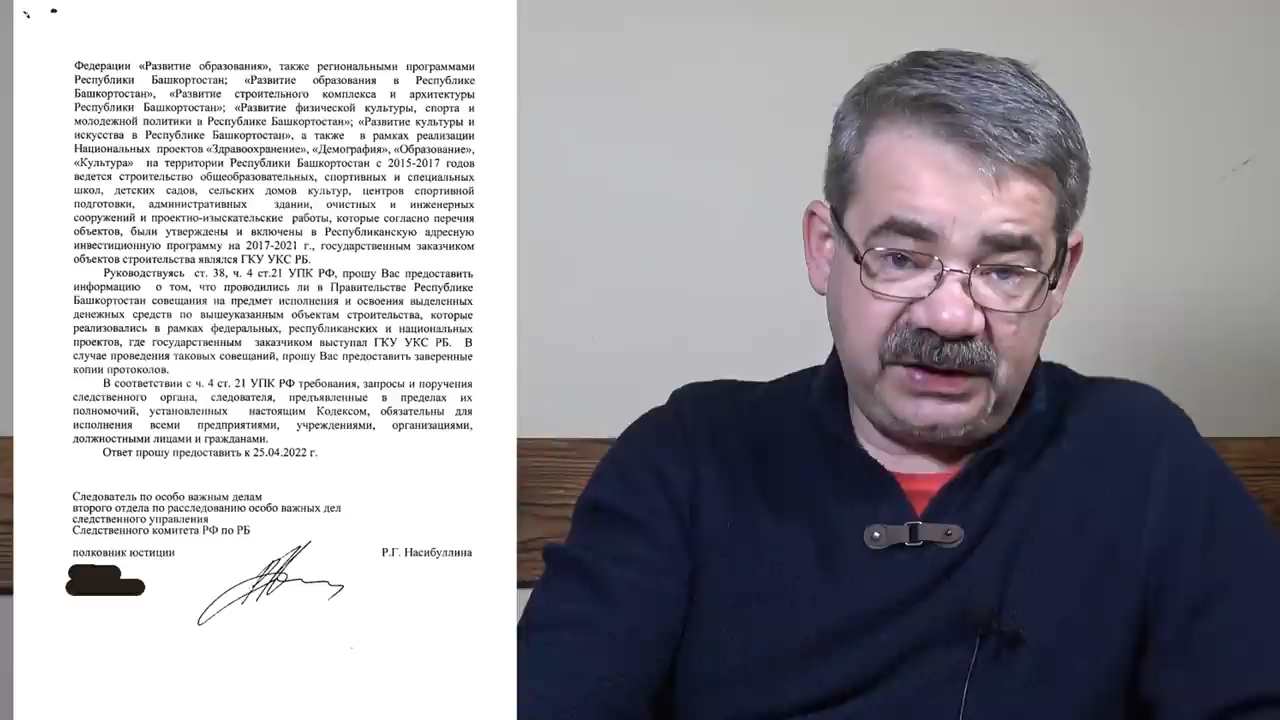 Федерации «Развитие образования», также региональными программами
Республики Башкортостан; «Развитие образования в Республике
Башкортостан», «Развитие строительного комплекса и архитектуры
Республики Башкортостан»; «Развитие физической культуры, спорта и
молодежной политики в Республике Башкортостан»; «Развитие культуры и
искусства в Республике Башкортостан», а также в рамках реализации
Национальных проектов «Здравоохранение», «Демография», «Образование»,
«Культура» на территории Республики Башкортостан с 2015-2017 годов
ведется строительство общеобразовательных, спортивных и специальных
школ, детских садов, сельских домов культур, центров спортивной
подготовки, административных здании, очистных и инженерных
сооружений и проектно-изыскательские работы, которые согласно перечня
объектов, были утверждены и включены в Республиканскую адресную
инвестиционную программу на 2017-2021 г., государственным заказчиком
объектов строительства являлся ГКУ УКС РБ.
Руководствуясь ст. 38, ч. 4 ст.21 УПК РФ, прошу Вас предоставить
информацию о том, что проводились ли в Правительстве Республике
Башкортостан совещания на предмет исполнения и освоения выделенных
денежных средств по вышеуказанным объектам строительства, которые
реализовались в рамках федеральных, республиканских и национальных
проектов, где государственным заказчиком выступал ГКУ УКС РБ. В
случае проведения таковых совещаний, прошу Вас предоставить заверенные
копии протоколов.
В соответствии с ч. 4 ст. 21 УПК РФ требования, запросы и поручения
следственного органа, следователя, предъявленные в пределах их
полномочий, установленных настоящим Кодексом, обязательны для
исполнения всеми предприятиями, учреждениями, организациями,
должностными лицами и гражданами.
Ответ прошу предоставить к 25.04.2022 г.
Следователь по особо важным делам
второго отдела по расследованию особо важных дел
следственного управления
Следственного комитета РФ по РБ
полковник юстиции Р.Г. Насибуллина